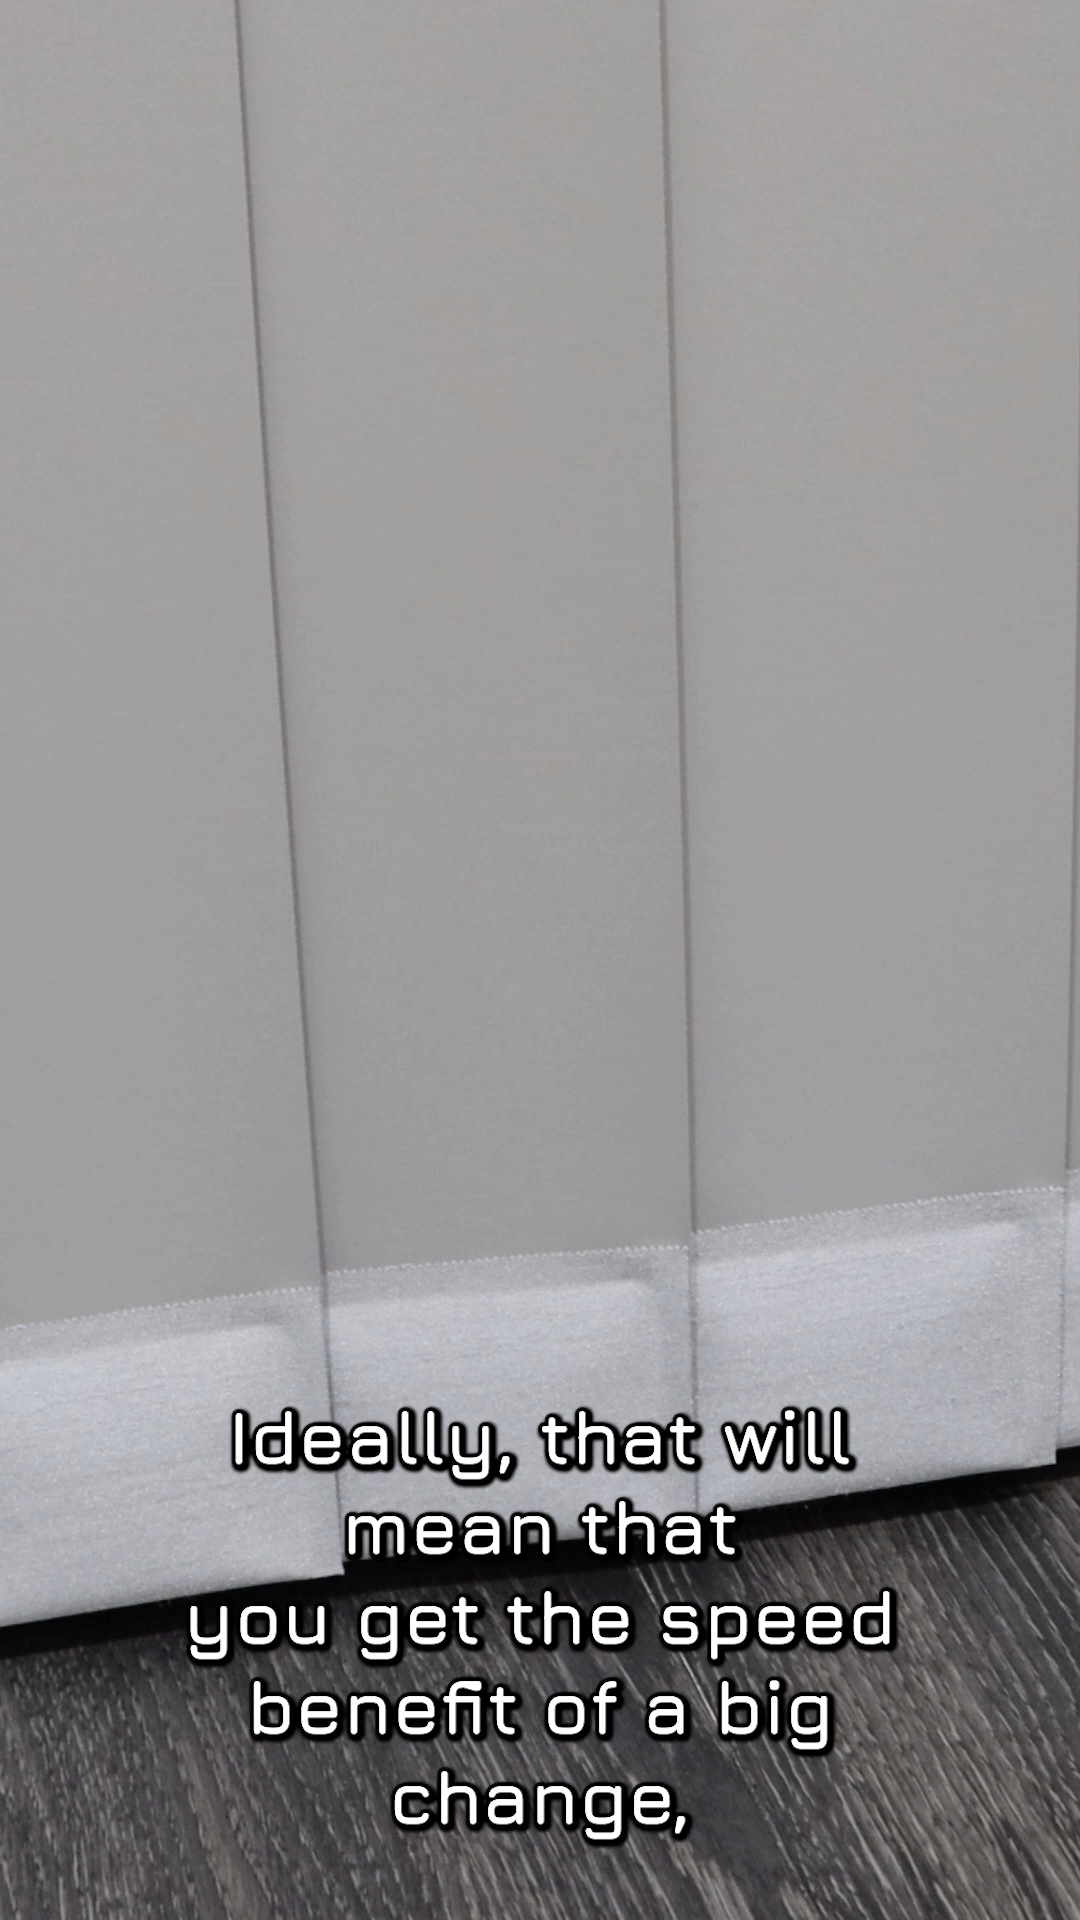 Ideally, that will
mean that
you get the speed
benefit of a big
change,